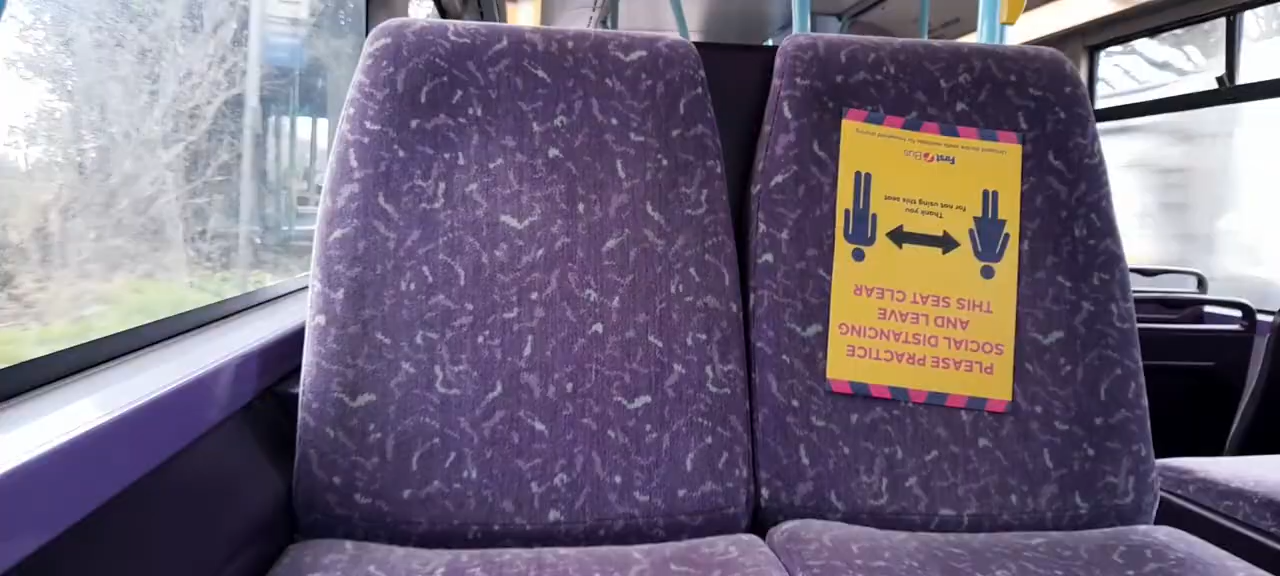 PLEASE PRACTICE
SOCIAL DISTANCING
AND LEAVE
THIS SEAT CLEAR
Thank you
for not using this seat
First Bus